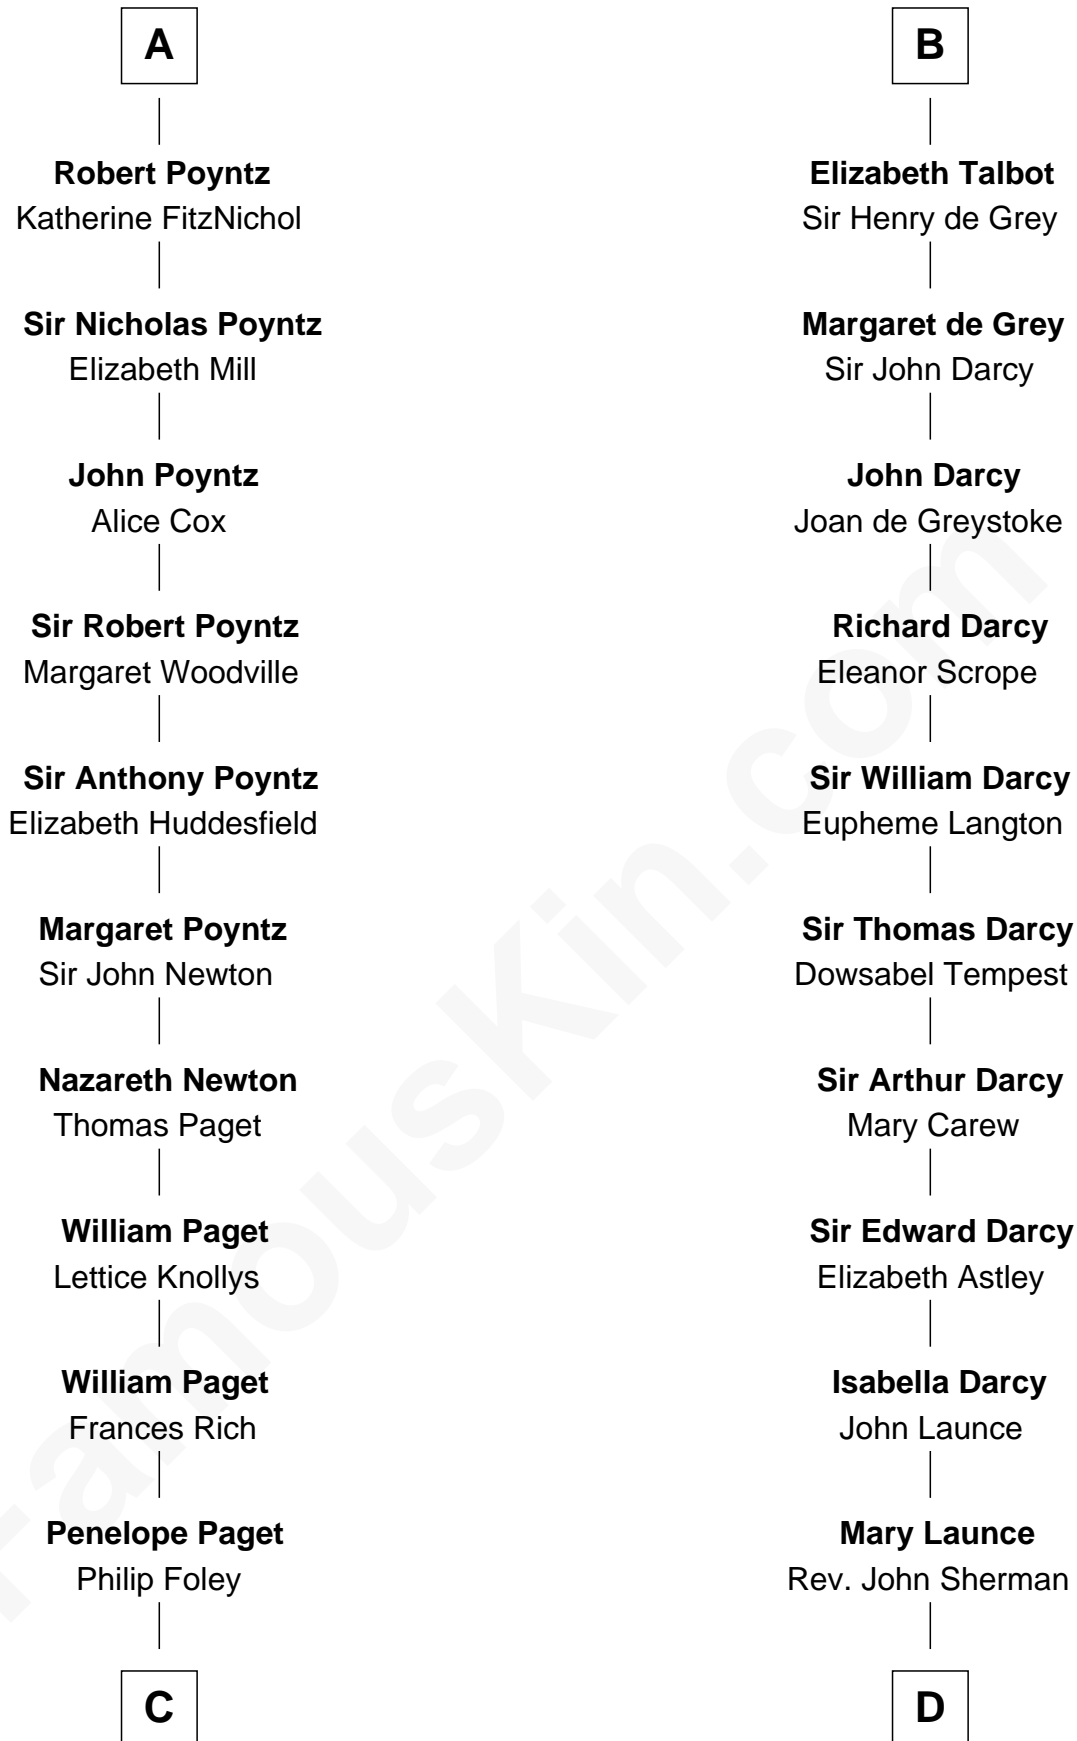 A
Robert Poyntz
Katherine FitzNichol
Sir Nicholas Poyntz
Elizabeth Mill
John Poyntz
Alice Cox
Sir Robert Poyntz
Margaret Woodville
Sir Anthony Poyntz
Elizabeth Huddesfield
Margaret Poyntz
Sir John Newton
Nazareth Newton
Thomas Paget
William Paget
Lettice Knollys
William Paget
Frances Rich
Penelope Paget
Philip Foley
C
B
Elizabeth Talbot
Sir Henry de Grey
Margaret de Grey
Sir John Darcy
John Darcy
Joan de Greystoke
Richard Darcy
Eleanor Scrope
Sir William Darcy
Eupheme Langton
Sir Thomas Darcy
Dowsabel Tempest
Sir Arthur Darcy
Mary Carew
Sir Edward Darcy
Elizabeth Astley
Isabella Darcy
John Launce
Mary Launce
Rev. John Sherman
D
FamousKin.com